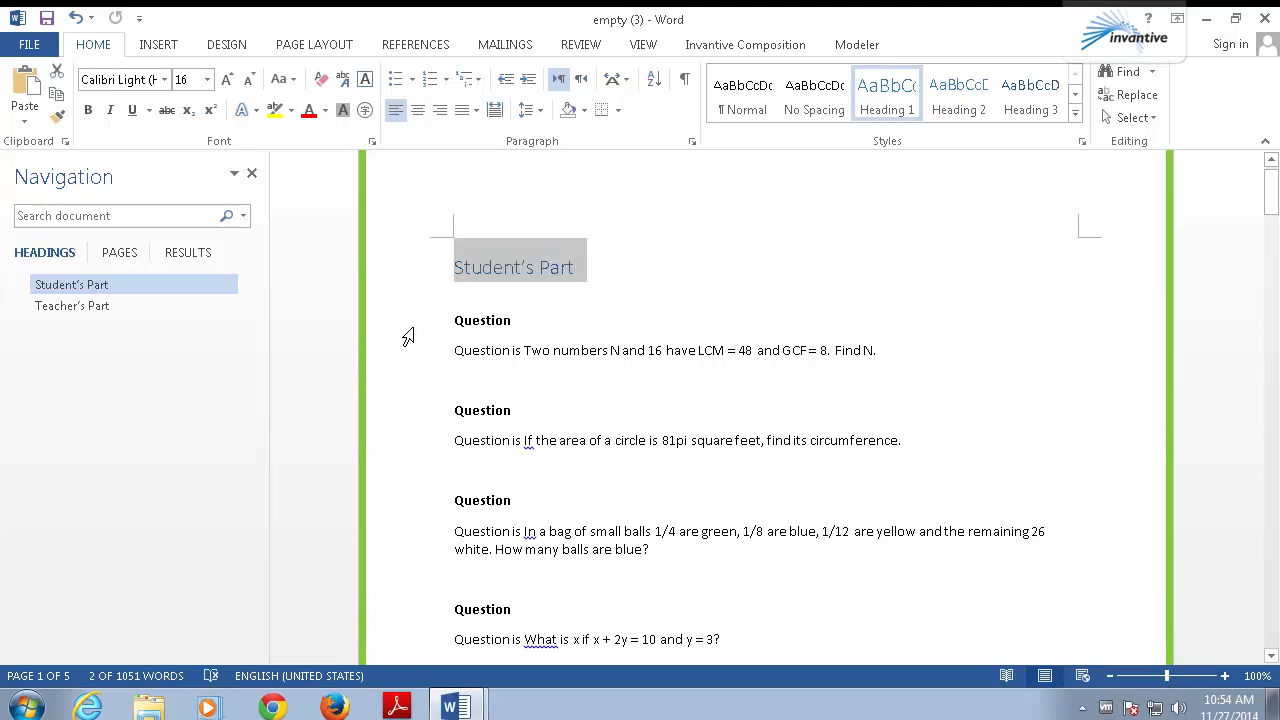 empty (3) - Word
invantive
Sign in
FILE HOME INSERT DESIGN PAGE LAYOUT MAILINGS REVIEW VIEW Invantive Composition Modeler
Calibri Light (H 16
Paste
Find
Replace
Select
AaBbCcDc AaBbCcDc AaBbCc AaBbCcD AaBbCcD
¶ Normal ¶ No Spacing Heading 1 Heading 2 Heading 3
Clipboard Font Paragraph Styles Editing
Navigation
Search document
HEADINGS PAGES RESULTS
Student's Part
Teacher's Part
Student's Part
Question
Question is Two numbers N and 16 have LCM = 48 and GCF = 8. Find N.
Question
Question is If the area of a circle is 81pi square feet, find its circumference.
Question
Question is In a bag of small balls 1/4 are green, 1/8 are blue, 1/12 are yellow and the remaining 26
white. How many balls are blue?
Question
Question is What is x if x + 2y = 10 and y = 3?
PAGE 1 OF 5 2 OF 1051 WORDS ENGLISH (UNITED STATES) 100%
10:54 AM
11/27/2014